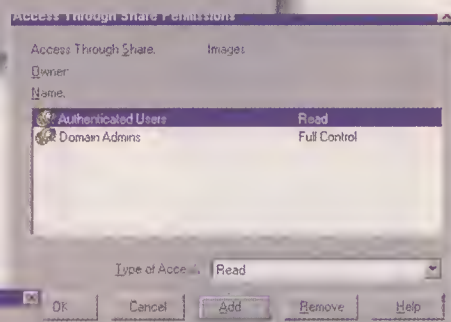 Access Through Share Permissions
Access Through Share: Images
Owner:
Name:
Authenticated Users Read
Domain Admins Full Control
Type of Access: Read
OK Cancel Add Remove Help